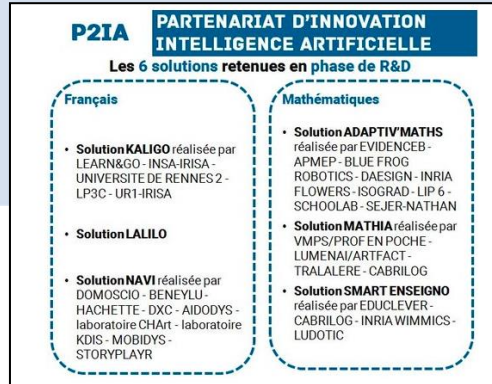 P2IA
PARTENARIAT D'INNOVATION
INTELLIGENCE ARTIFICIELLE
Les 6 solutions retenues en phase de R&D
Français
• Solution KALIGO réalisée par
LEARN&GO - INSA-IRISA -
UNIVERSITE DE RENNES 2 -
LP3C - UR1-IRISA
• Solution LALILO
• Solution NAVI réalisée par
DOMOSCIO - BENEYLU -
HACHETTE - DXC - AIDODYS -
laboratoire CHArt - laboratoire
KDIS - MOBIDYS -
STORYPLAYR
Mathématiques
• Solution ADAPTIV'MATHS
réalisée par EVIDENCEB -
APMEP - BLUE FROG
ROBOTICS - DAESIGN - INRIA
FLOWERS - ISOGRAD - LIP 6 -
SCHOOLAB - SEJER-NATHAN
• Solution MATHIA réalisée par
VMPS/PROF EN POCHE -
LUMENAI/ARTFACT -
TRALALERE - CABRILOG
• Solution SMART ENSEIGNO
réalisée par EDUCLEVER -
CABRILOG - INRIA WIMMICS -
LUDOTIC